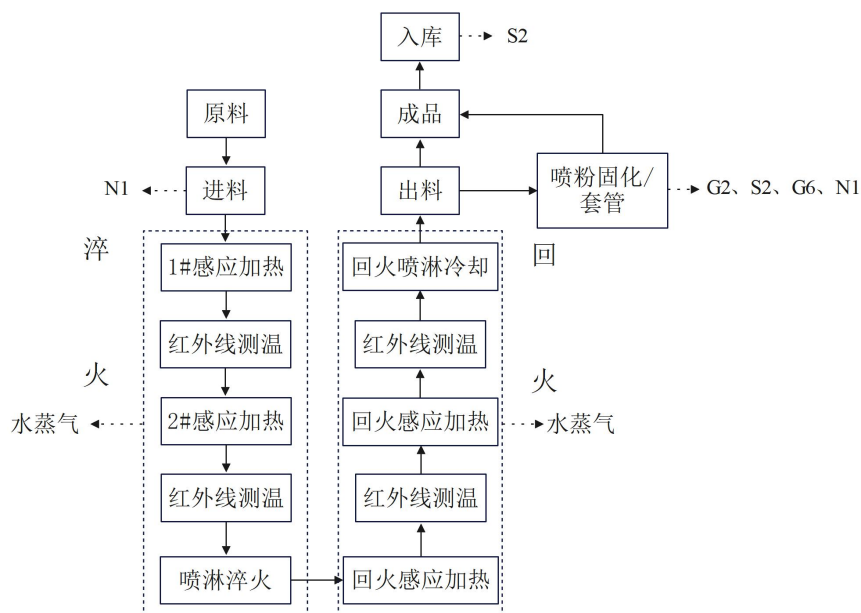 入库
S2
原料
成品
N1
进料
出料
喷粉固化/
套管
G2、S2、G6、N1
淬
回
1#感应加热
回火喷淋冷却
红外线测温
红外线测温
火
火
水蒸气
2#感应加热
回火感应加热
水蒸气
红外线测温
红外线测温
喷淋淬火
回火感应加热